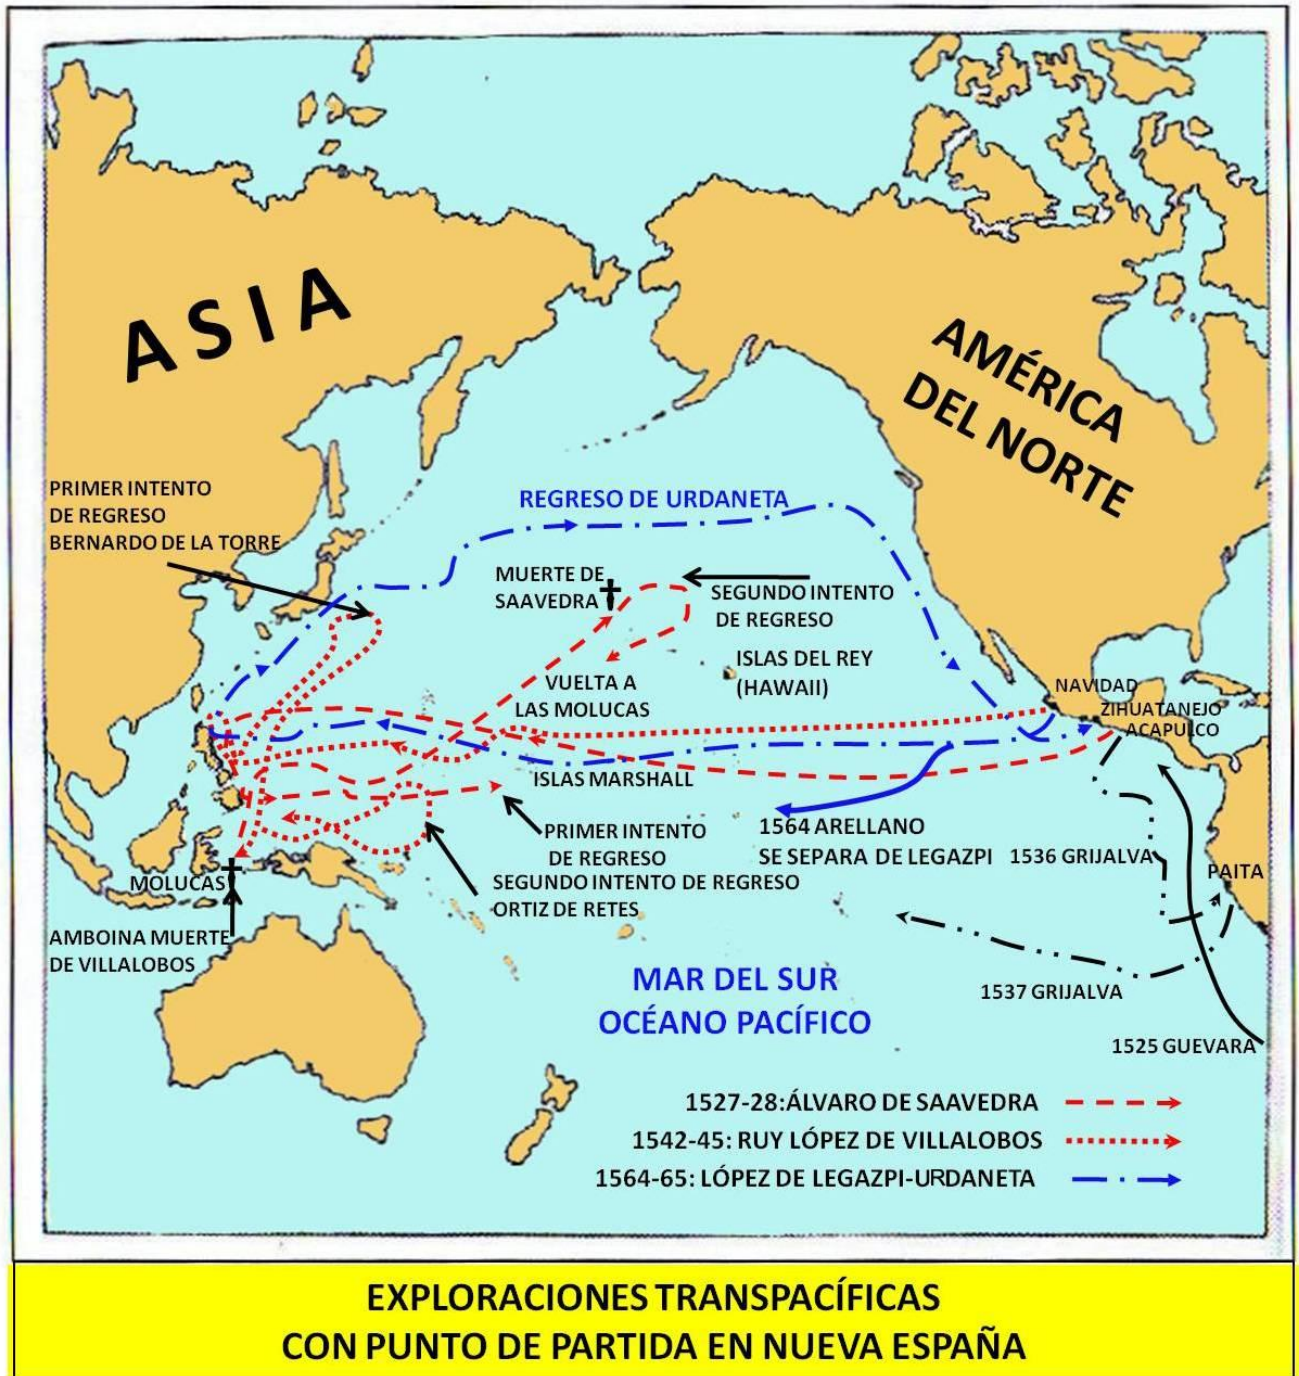 ASIA
AMÉRICA
DEL NORTE
PRIMER INTENTO
DE REGRESO
BERNARDO DE LA TORRE
REGRESO DE URDANETA
MUERTE DE
SAAVEDRA
SEGUNDO INTENTO
DE REGRESO
ISLAS DEL REY
(HAWAII)
VUELTA A
LAS MOLUCAS
NAVIDAD
ZIHUATANEJO
ACAPULCO
ISLAS MARSHALL
PRIMER INTENTO
DE REGRESO
1564 ARELLANO
SE SEPARA DE LEGAZPI
1536 GRIJALVA
PAITA
SEGUNDO INTENTO DE REGRESO
ORTIZ DE RETES
MOLUCAS
AMBOINA MUERTE
DE VILLALOBOS
MAR DEL SUR
OCÉANO PACÍFICO
1537 GRIJALVA
1525 GUEVARA
1527-28:ÁLVARO DE SAAVEDRA
1542-45: RUY LÓPEZ DE VILLALOBOS
1564-65: LÓPEZ DE LEGAZPI-URDANETA
EXPLORACIONES TRANSPACÍFICAS
CON PUNTO DE PARTIDA EN NUEVA ESPAÑA